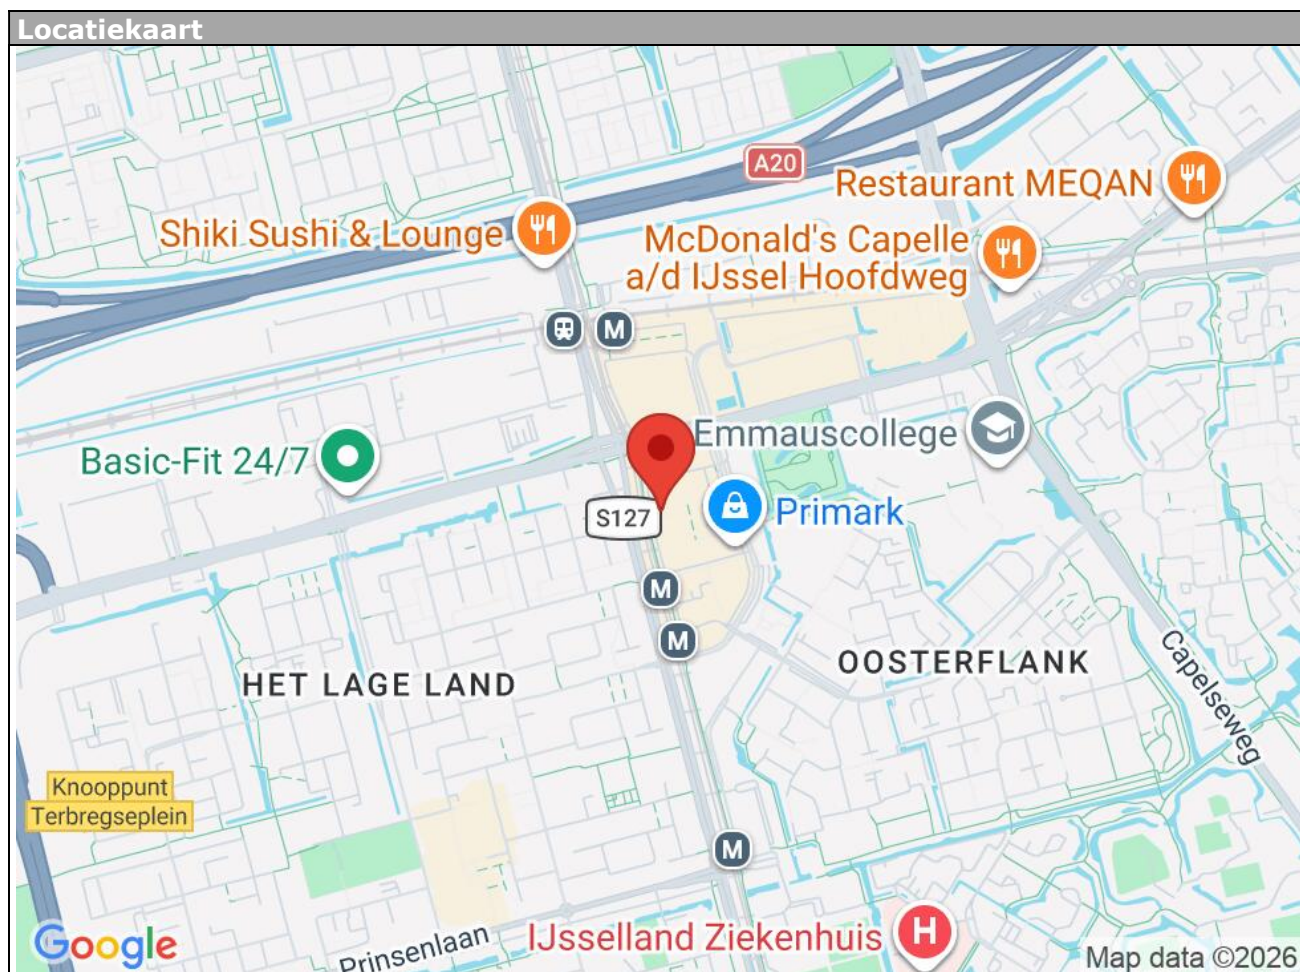 Locatiekaart
A20
Restaurant MEQAN
Shiki Sushi & Lounge
McDonald's Capelle
a/d IJssel Hoofdweg
M
Emmauscollege
Basic-Fit 24/7
S127
Primark
M
M
OOSTERFLANK
HET LAGE LAND
Capelseweg
Knooppunt
Terbregseplein
M
IJsselland Ziekenhuis
H
Prinsenlaan
Google
Map data ©2026